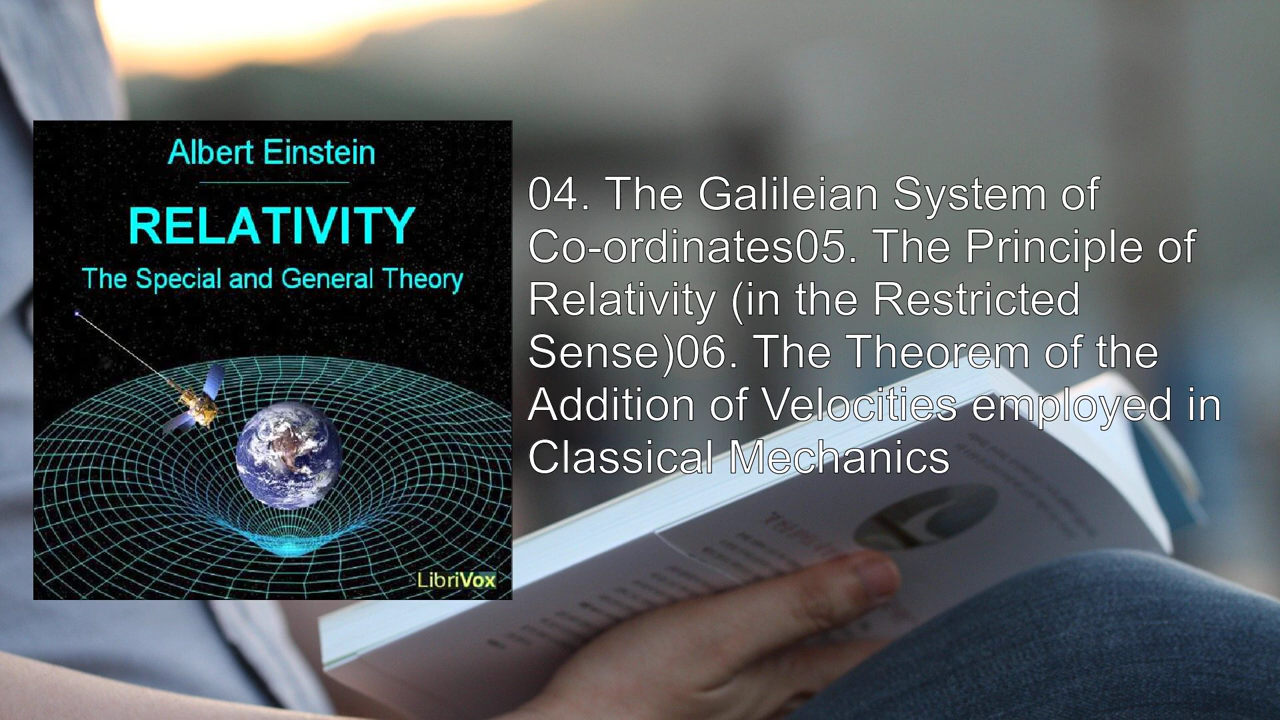 Albert Einstein
RELATIVITY
The Special and General Theory
LibriVox
04. The Galileian System of
Co-ordinates05. The Principle of
Relativity (in the Restricted
Sense)06. The Theorem of the
Addition of Velocities employed in
Classical Mechanics